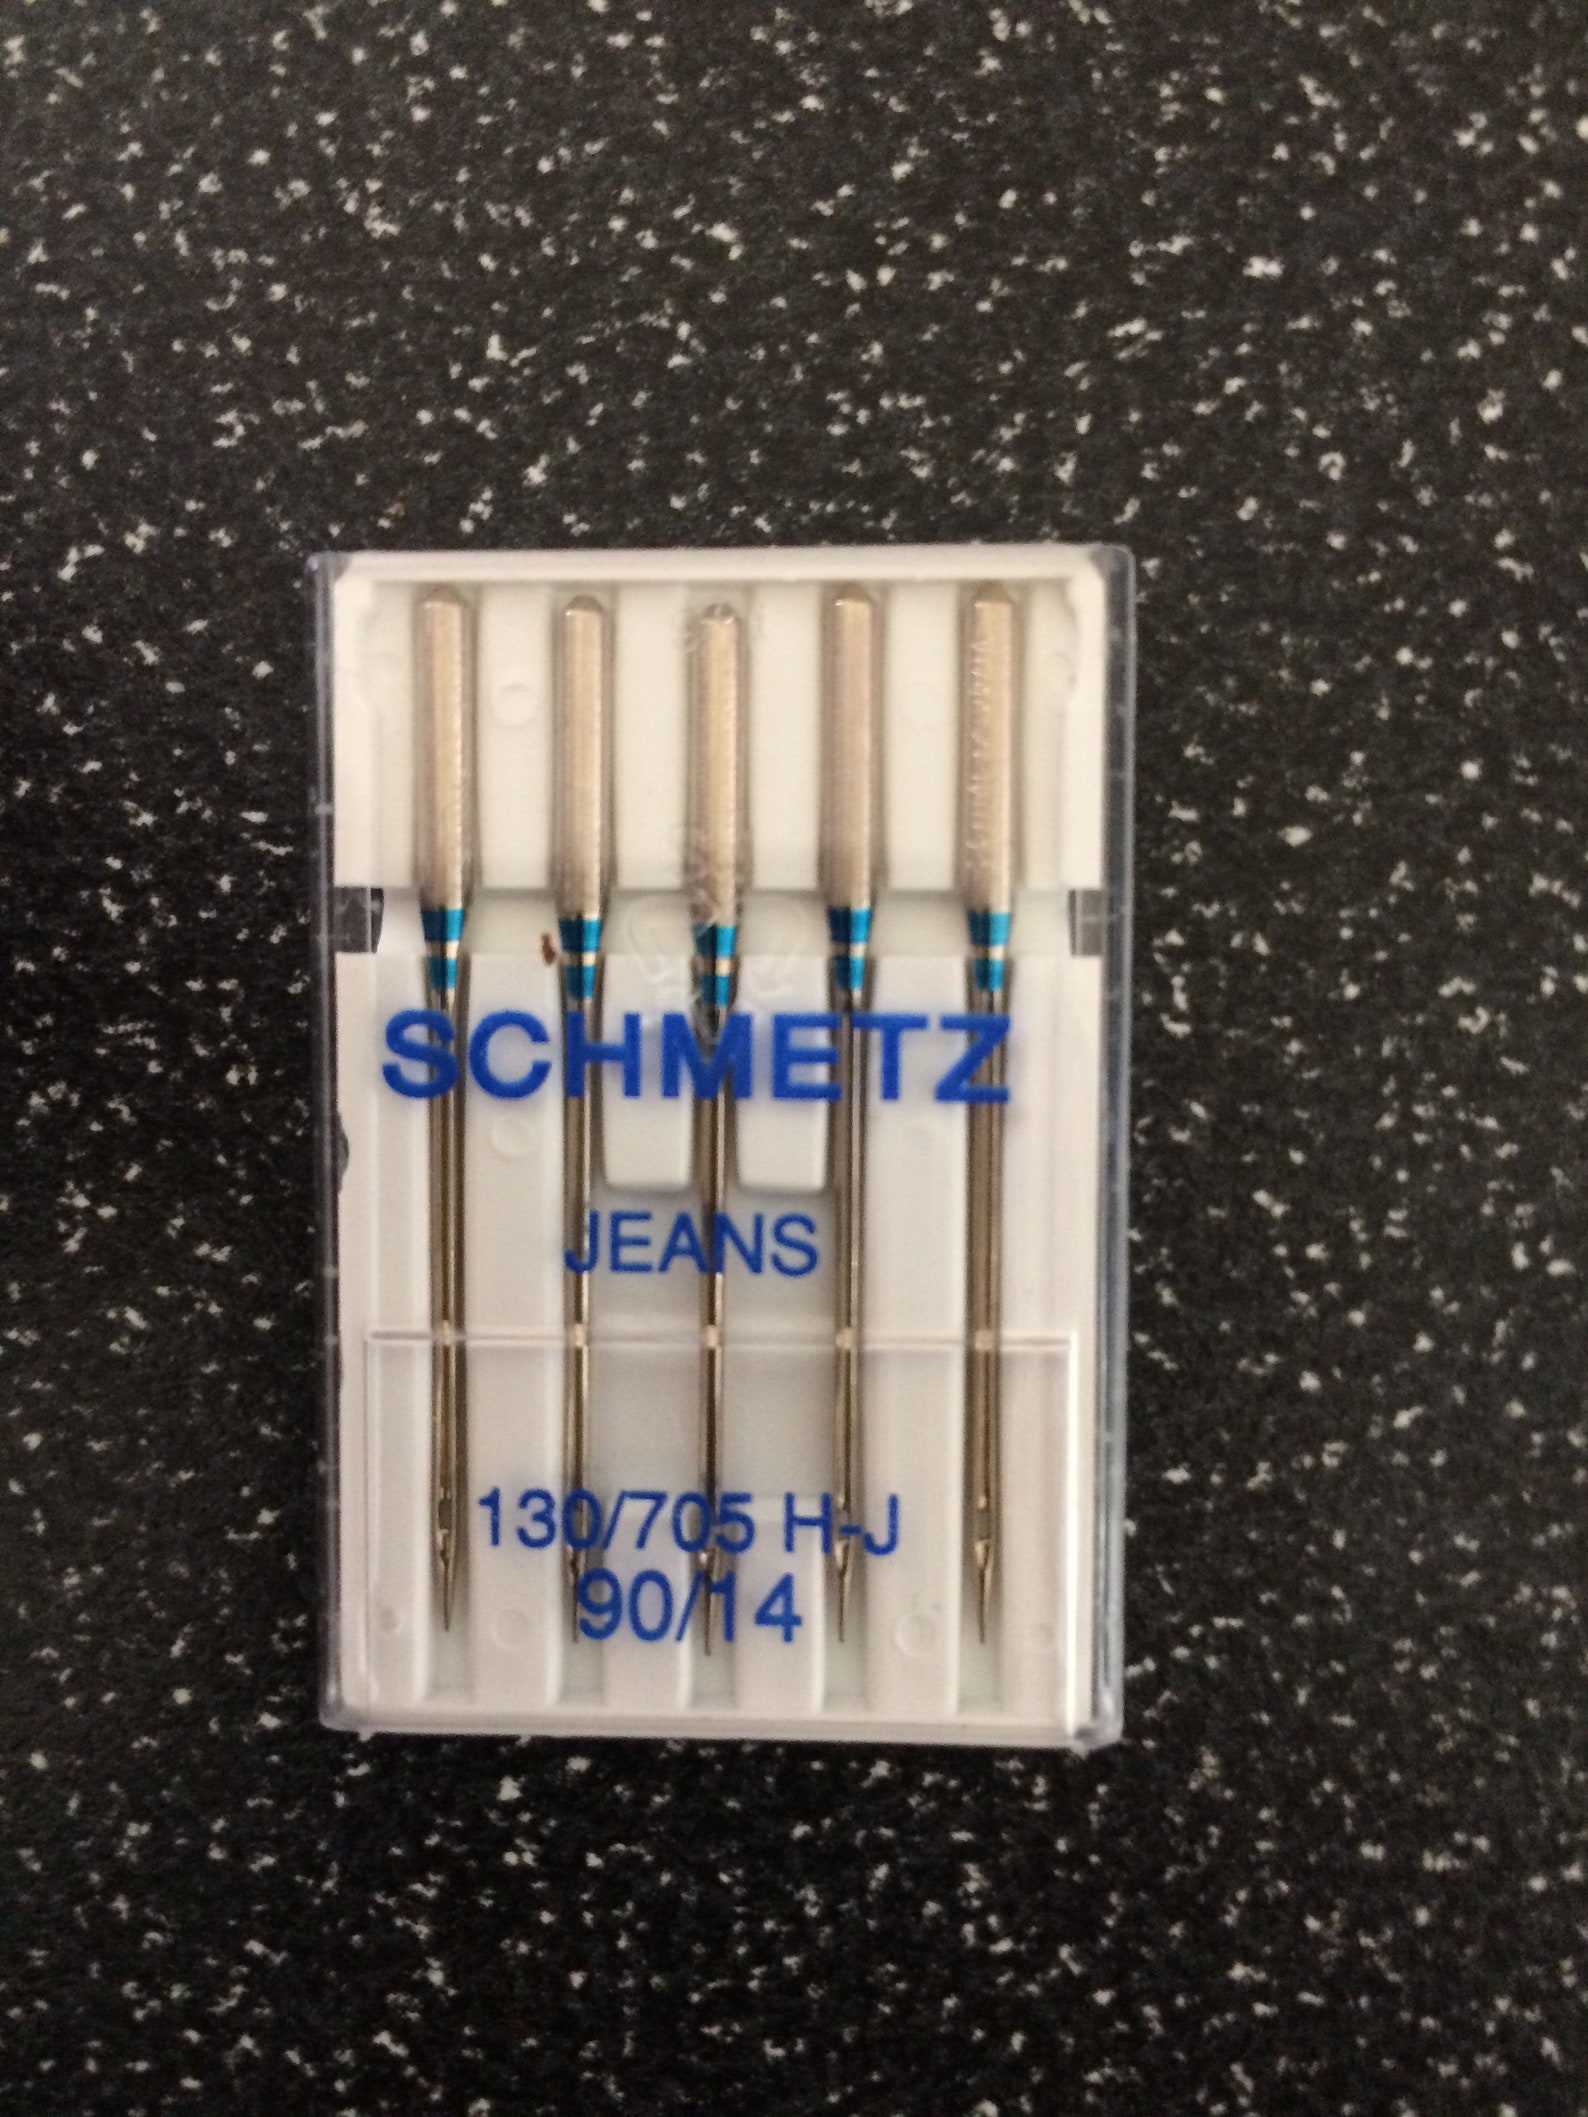 SCHMETZ
JEANS
130/705 H-J
90/14